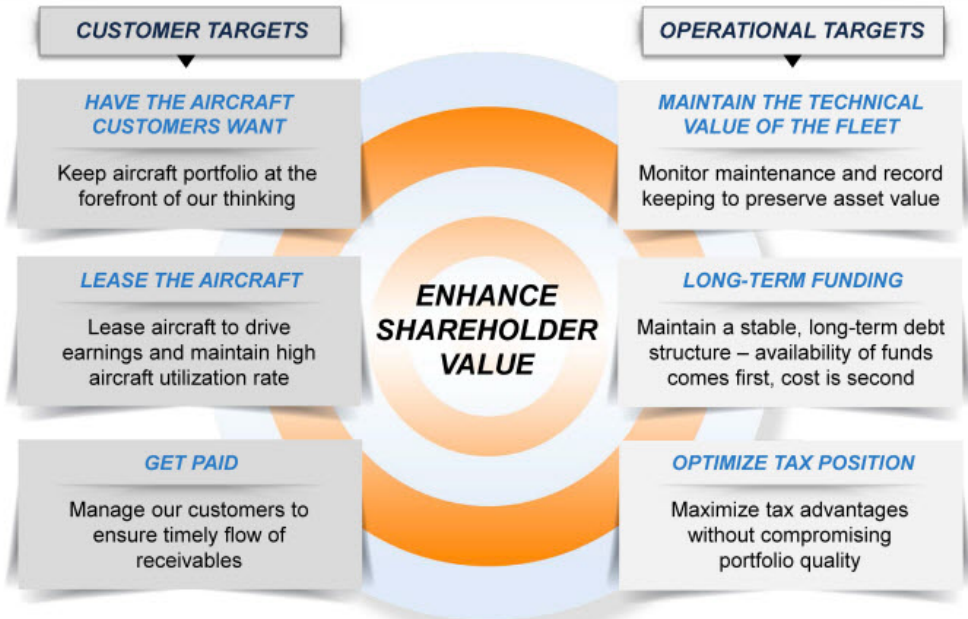 CUSTOMER TARGETS
HAVE THE AIRCRAFT
CUSTOMERS WANT
Keep aircraft portfolio at the
forefront of our thinking
LEASE THE AIRCRAFT
Lease aircraft to drive
earnings and maintain high
aircraft utilization rate
GET PAID
Manage our customers to
ensure timely flow of
receivables
ENHANCE
SHAREHOLDER
VALUE
OPERATIONAL TARGETS
MAINTAIN THE TECHNICAL
VALUE OF THE FLEET
Monitor maintenance and record
keeping to preserve asset value
LONG-TERM FUNDING
Maintain a stable, long-term debt
structure – availability of funds
comes first, cost is second
OPTIMIZE TAX POSITION
Maximize tax advantages
without compromising
portfolio quality